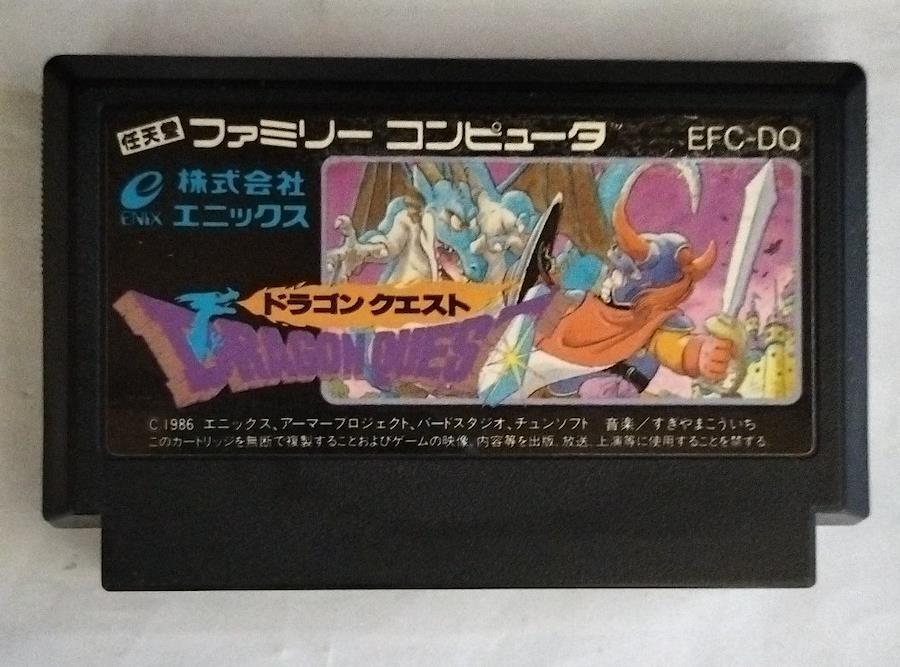 任天堂 ファミリー コンピュータ™ EFC-DQ
ENIX 株式会社
エニックス
ドラゴンクエスト
DRAGON QUEST
© 1986 エニックス、アーマープロジェクト、バードスタジオ、チュンソフト 音楽／すぎやまこういち
このカートリッジを無断で複製することおよびゲームの映像、内容等を出版、放送、上演等に使用することを禁する。